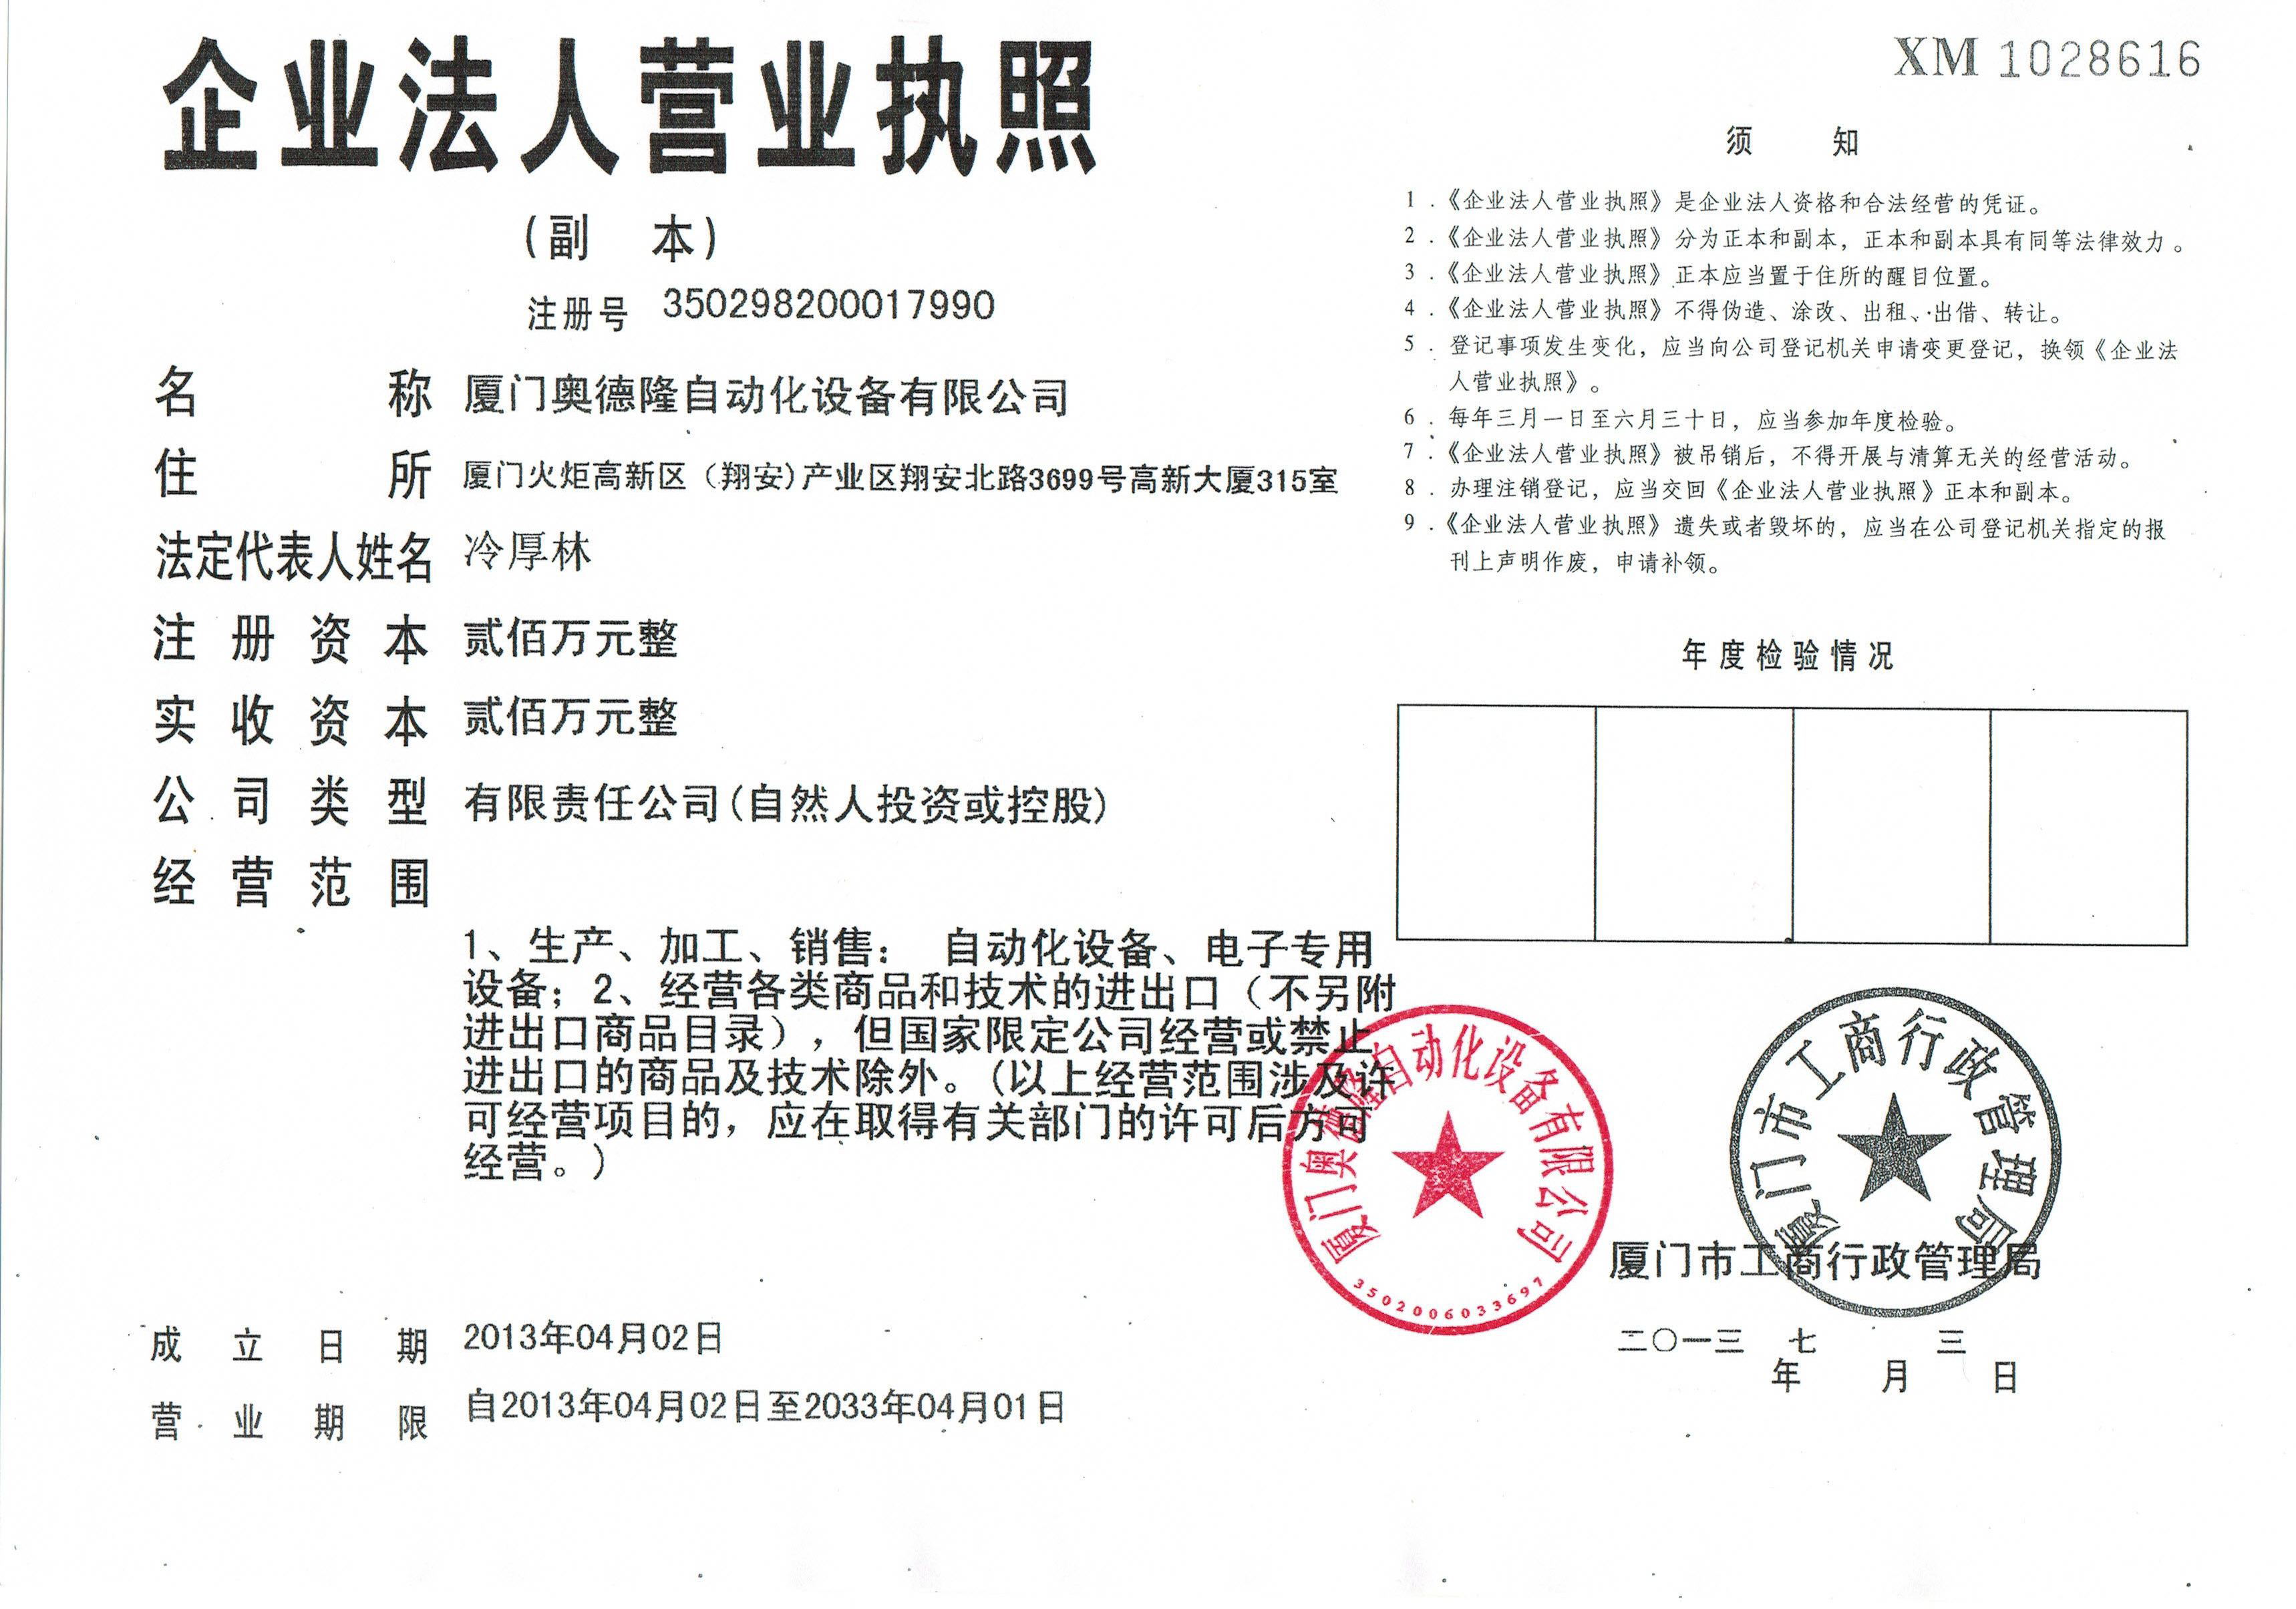 企业法人营业执照
(副 本)
注册号 350298200017990
名 称 厦门奥德隆自动化设备有限公司
住 所 厦门火炬高新区（翔安）产业区翔安北路3699号高新大厦315室
法定代表人姓名 冷厚林
注册资本 贰佰万元整
实收资本 贰佰万元整
公司类型 有限责任公司(自然人投资或控股)
经营范围
1、生产、加工、销售： 自动化设备、电子专用
设备；2、经营各类商品和技术的进出口（不另附
进出口商品目录），但国家限定公司经营或禁止
进出口的商品及技术除外。(以上经营范围涉及许
可经营项目的，应在取得有关部门的许可后方可
经营。)
成立日期 2013年04月02日
营业期限 自2013年04月02日至2033年04月01日
XM 1028616
须 知
1．《企业法人营业执照》是企业法人资格和合法经营的凭证。
2．《企业法人营业执照》分为正本和副本，正本和副本具有同等法律效力。
3．《企业法人营业执照》正本应当置于住所的醒目位置。
4．《企业法人营业执照》不得伪造、涂改、出租、出借、转让。
5．登记事项发生变化，应当向公司登记机关申请变更登记，换领《企业法
人营业执照》。
6．每年三月一日至六月三十日，应当参加年度检验。
7．《企业法人营业执照》被吊销后，不得开展与清算无关的经营活动。
8．办理注销登记，应当交回《企业法人营业执照》正本和副本。
9．《企业法人营业执照》遗失或者毁坏的，应当在公司登记机关指定的报
刊上声明作废，申请补领。
年度检验情况
厦门奥德隆自动化设备有限公司
3502006033697
厦门市工商行政管理局
厦门市工商行政管理局
二〇一三 七 三
年 月 日